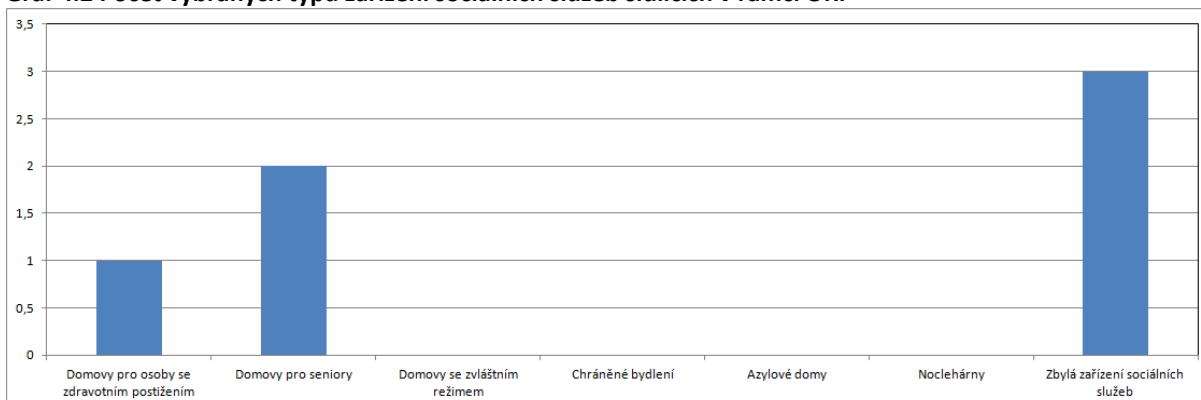 3,5
3
2,5
2
1,5
1
0,5
0
Domovy pro osoby se
zdravotním postižením
Domovy pro seniory
Domovy se zvláštním
režimem
Chráněné bydlení
Azylové domy
Noclehárny
Zbylá zařízení sociálních
služeb